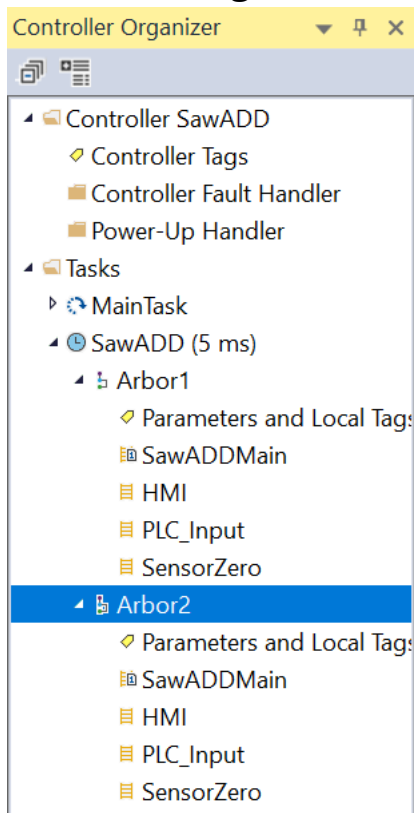 Controller Organizer
Controller SawADD
Controller Tags
Controller Fault Handler
Power-Up Handler
Tasks
MainTask
SawADD (5 ms)
Arbor1
Parameters and Local Tags
SawADDMain
HMI
PLC_Input
SensorZero
Arbor2
Parameters and Local Tags
SawADDMain
HMI
PLC_Input
SensorZero